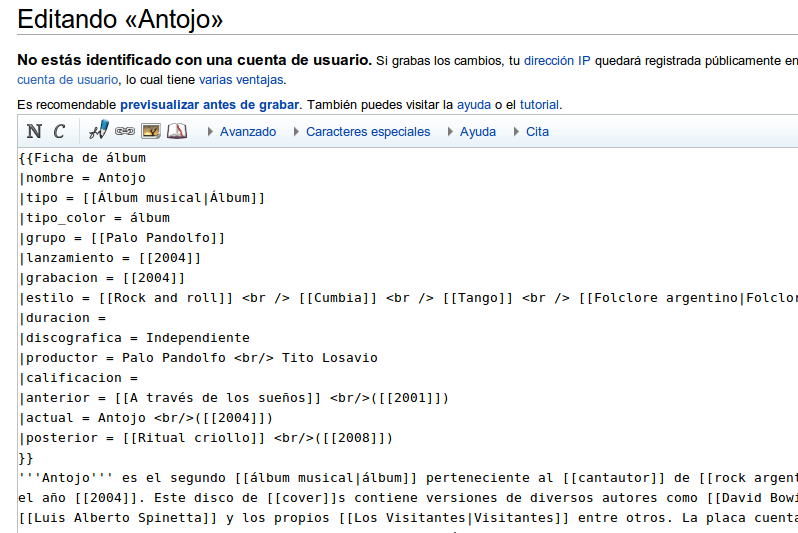 Editando «Antojo»
No estás identificado con una cuenta de usuario. Si grabas los cambios, tu dirección IP quedará registrada públicamente en
cuenta de usuario, lo cual tiene varias ventajas.
Es recomendable previsualizar antes de grabar. También puedes visitar la ayuda o el tutorial.
N C Avanzado Caracteres especiales Ayuda Cita
{{Ficha de álbum
|nombre = Antojo
|tipo = [[Álbum musical|Álbum]]
|tipo_color = álbum
|grupo = [[Palo Pandolfo]]
|lanzamiento = [[2004]]
|grabacion = [[2004]]
|estilo = [[Rock and roll]] <br /> [[Cumbia]] <br /> [[Tango]] <br /> [[Folclore argentino|Folclor
|duracion =
|discografica = Independiente
|productor = Palo Pandolfo <br/> Tito Losavio
|calificacion =
|anterior = [[A través de los sueños]] <br/>([[2001]])
|actual = Antojo <br/>([[2004]])
|posterior = [[Ritual criollo]] <br/>([[2008]])
}}
'''Antojo''' es el segundo [[álbum musical|álbum]] perteneciente al [[cantautor]] de [[rock argent
el año [[2004]]. Este disco de [[cover]]s contiene versiones de diversos autores como [[David Bowi
[[Luis Alberto Spinetta]] y los propios [[Los Visitantes|Visitantes]] entre otros. La placa cuenta